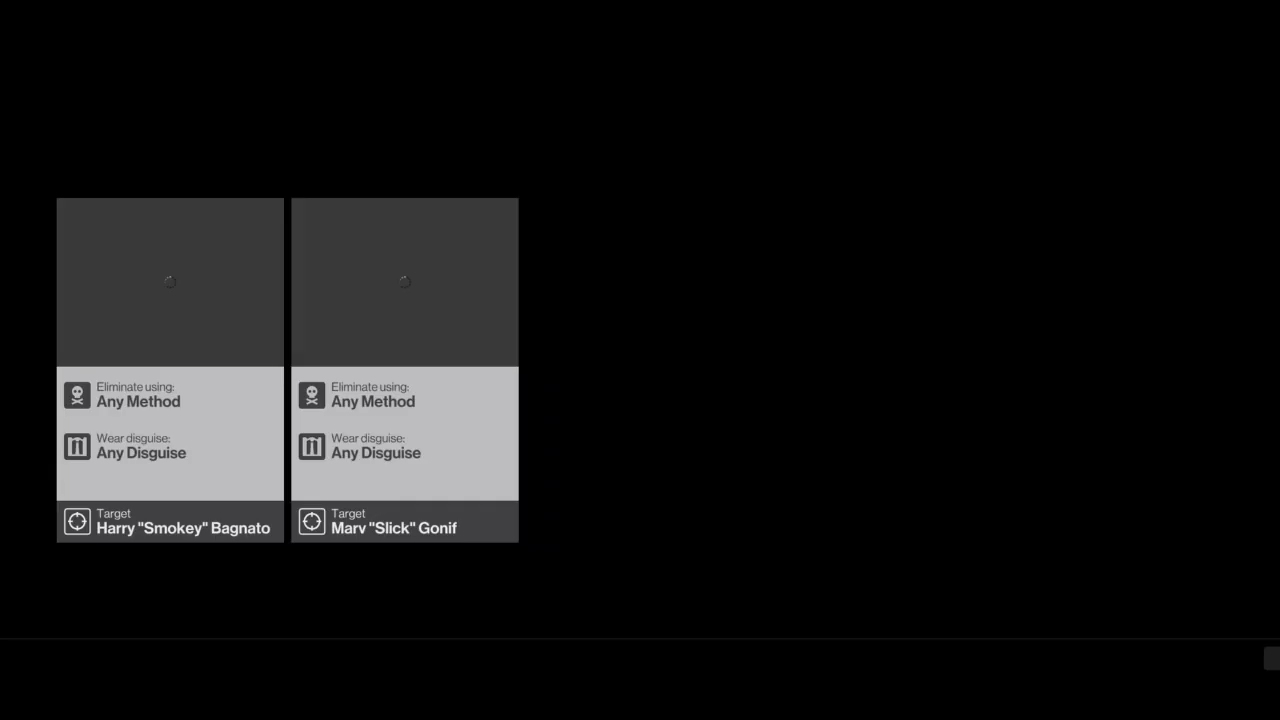 Eliminate using:
Any Method
Wear disguise:
Any Disguise
Target
Harry "Smokey" Bagnato
Eliminate using:
Any Method
Wear disguise:
Any Disguise
Target
Marv "Slick" Gonif